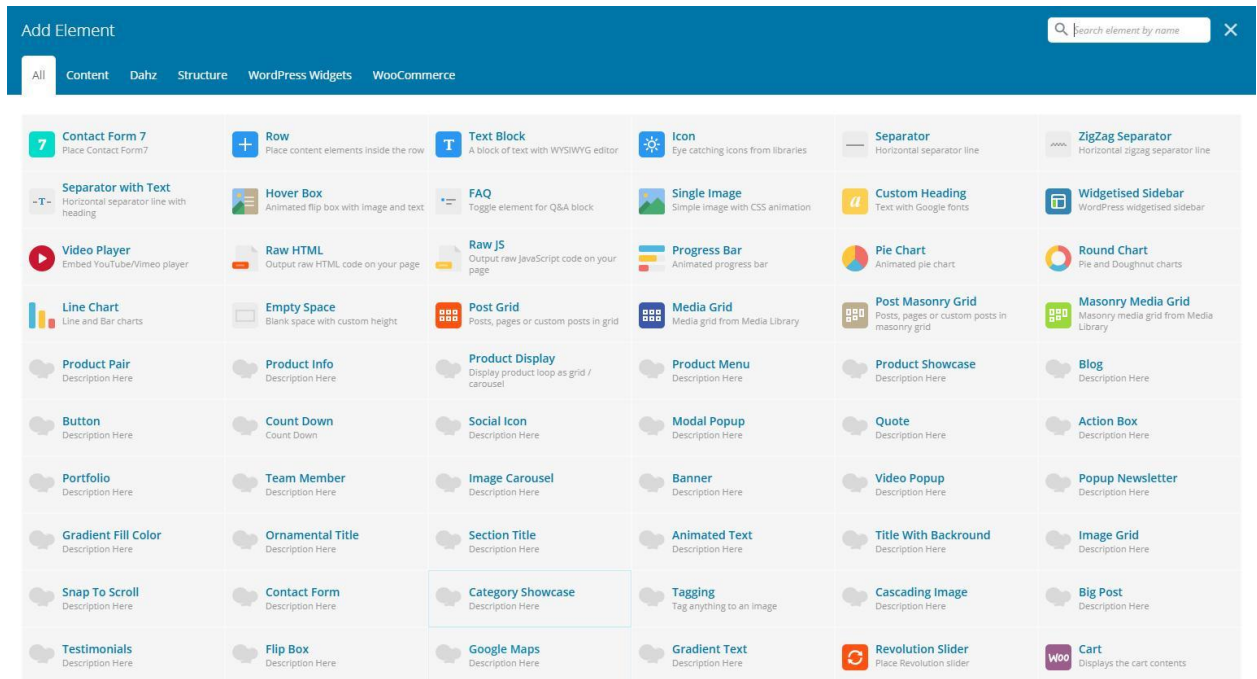 Add Element
Search element by name
All Content Dahz Structure WordPress Widgets WooCommerce
7
Contact Form 7
Place Contact Form7
Row
Place content elements inside the row
T
Text Block
A block of text with WYSIWYG editor
Icon
Eye catching icons from libraries
Separator
Horizontal separator line
ZigZag Separator
Horizontal zigzag separator line
-T-
Separator with Text
Horizontal separator line with
heading
Hover Box
Animated flip box with image and text
FAQ
Toggle element for Q&A block
Single Image
Simple image with CSS animation
a
Custom Heading
Text with Google fonts
Widgetised Sidebar
WordPress widgetised sidebar
Video Player
Embed YouTube/Vimeo player
Raw HTML
Output raw HTML code on your page
Raw JS
Output raw JavaScript code on your
page
Progress Bar
Animated progress bar
Pie Chart
Animated pie chart
Round Chart
Pie and Doughnut charts
Line Chart
Line and Bar charts
Empty Space
Blank space with custom height
Post Grid
Posts, pages or custom posts in grid
Media Grid
Media grid from Media Library
Post Masonry Grid
Posts, pages or custom posts in
masonry grid
Masonry Media Grid
Masonry media grid from Media
Library
Product Pair
Description Here
Product Info
Description Here
Product Display
Display product loop as grid /
carousel
Product Menu
Description Here
Product Showcase
Description Here
Blog
Description Here
Button
Description Here
Count Down
Count Down
Social Icon
Description Here
Modal Popup
Description Here
Quote
Description Here
Action Box
Description Here
Portfolio
Description Here
Team Member
Description Here
Image Carousel
Description Here
Banner
Description Here
Video Popup
Description Here
Popup Newsletter
Description Here
Gradient Fill Color
Description Here
Ornamental Title
Description Here
Section Title
Description Here
Animated Text
Description Here
Title With Backround
Description Here
Image Grid
Description Here
Snap To Scroll
Description Here
Contact Form
Description Here
Category Showcase
Description Here
Tagging
Tag anything to an image
Cascading Image
Description Here
Big Post
Description Here
Testimonials
Description Here
Flip Box
Description Here
Google Maps
Description Here
Gradient Text
Description Here
Revolution Slider
Place Revolution slider
Woo
Cart
Displays the cart contents